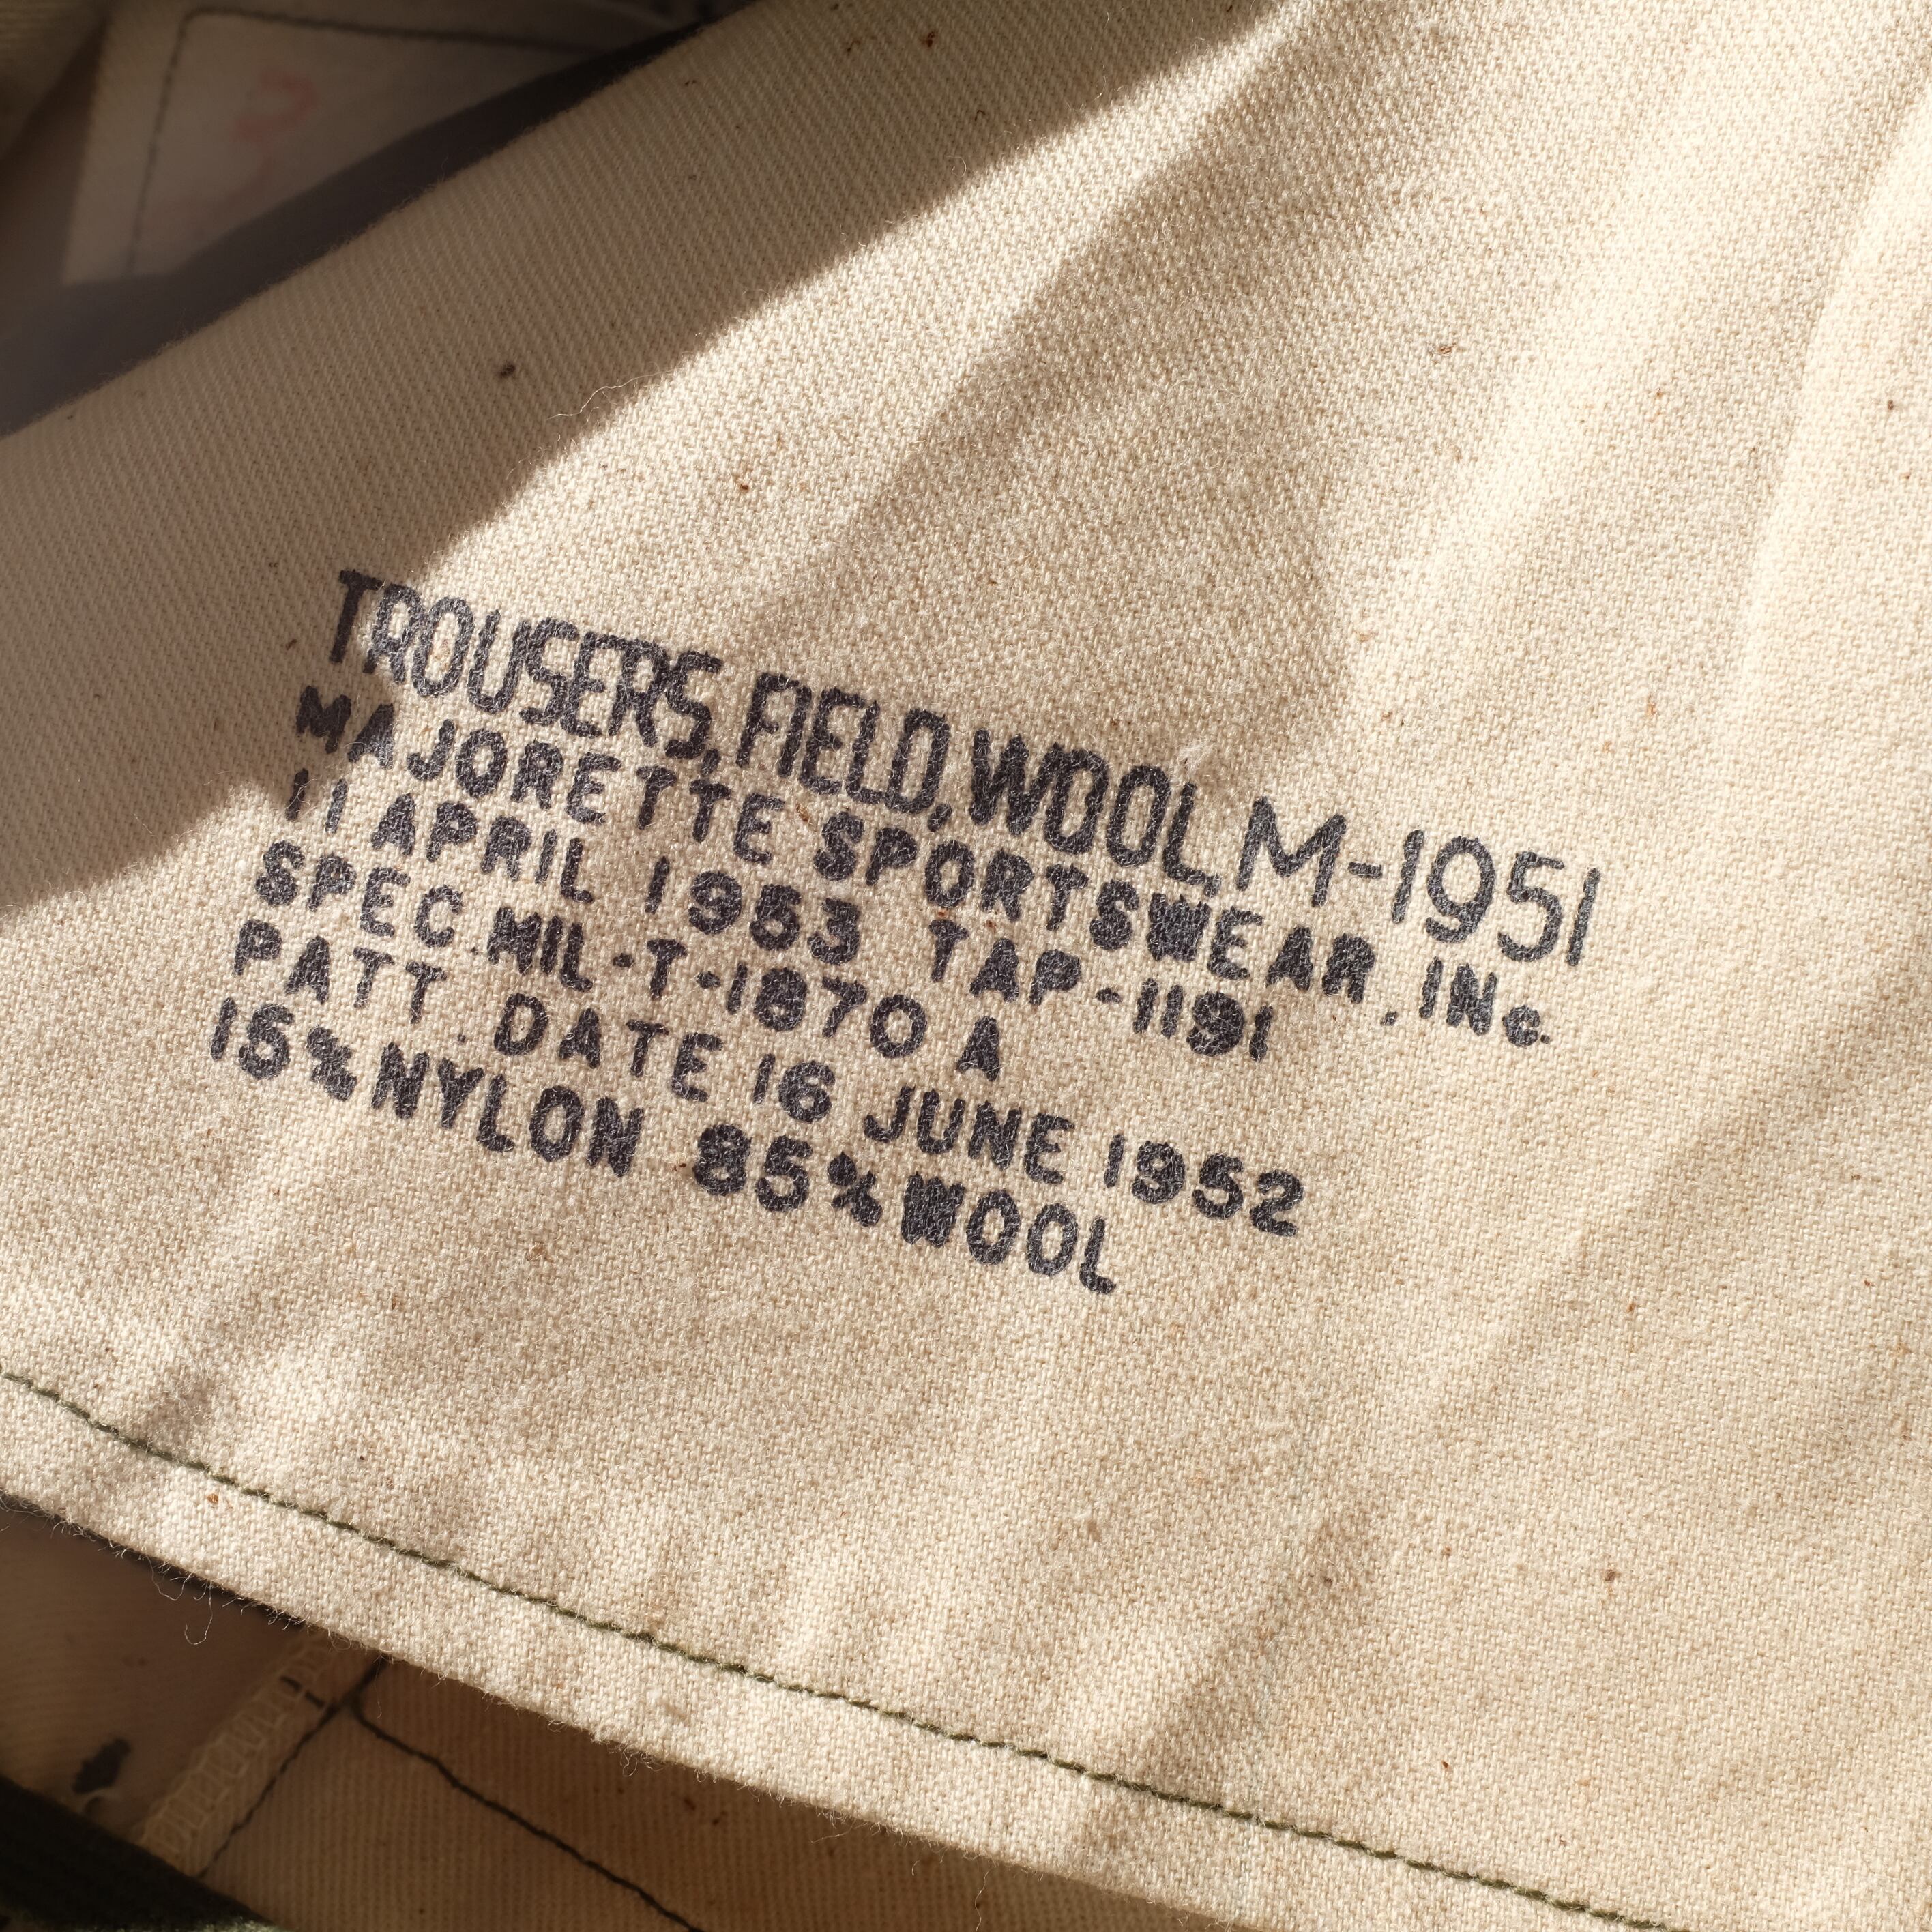 TROUSERS, FIELD, WOOL, M-1951
MAJORETTE SPORTSWEAR, INc.
11 APRIL 1953 TAP-1191
SPEC. MIL-T-1870 A
PATT. DATE 16 JUNE 1952
15% NYLON 85% WOOL